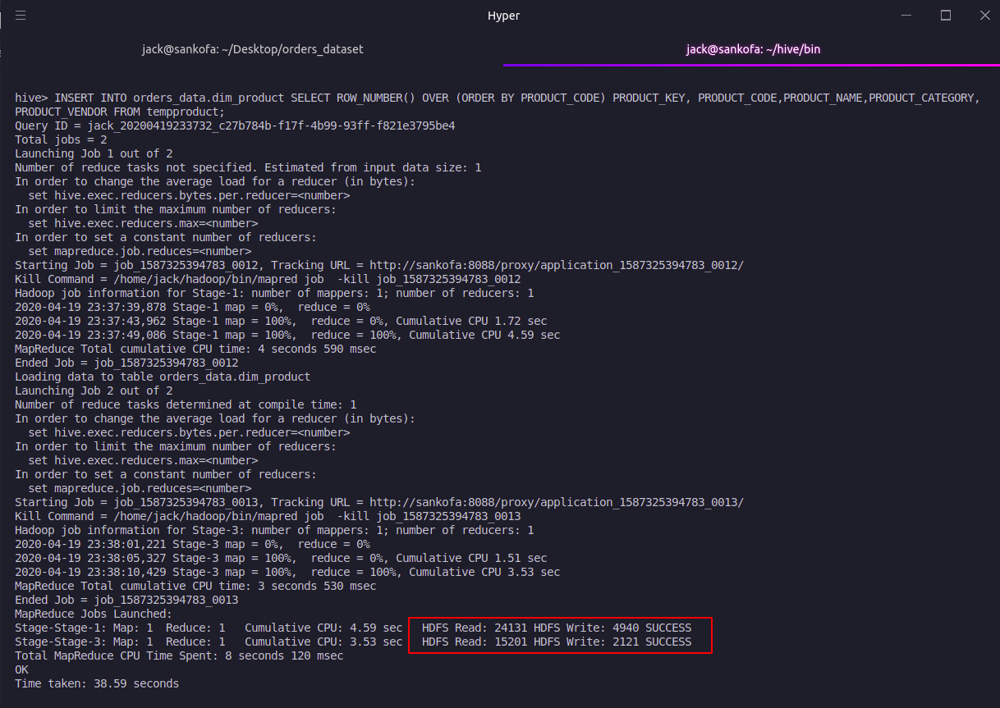 Hyper
jack@sankofa: ~/Desktop/orders_dataset
jack@sankofa: ~/hive/bin
hive> INSERT INTO orders_data.dim_product SELECT ROW_NUMBER() OVER (ORDER BY PRODUCT_CODE) PRODUCT_KEY, PRODUCT_CODE,PRODUCT_NAME,PRODUCT_CATEGORY,
PRODUCT_VENDOR FROM tempproduct;
Query ID = jack_20200419233732_c27b784b-f17f-4b99-93ff-f821e3795be4
Total jobs = 2
Launching Job 1 out of 2
Number of reduce tasks not specified. Estimated from input data size: 1
In order to change the average load for a reducer (in bytes):
  set hive.exec.reducers.bytes.per.reducer=<number>
In order to limit the maximum number of reducers:
  set hive.exec.reducers.max=<number>
In order to set a constant number of reducers:
  set mapreduce.job.reduces=<number>
Starting Job = job_1587325394783_0012, Tracking URL = http://sankofa:8088/proxy/application_1587325394783_0012/
Kill Command = /home/jack/hadoop/bin/mapred job  -kill job_1587325394783_0012
Hadoop job information for Stage-1: number of mappers: 1; number of reducers: 1
2020-04-19 23:37:39,878 Stage-1 map = 0%,  reduce = 0%
2020-04-19 23:37:43,962 Stage-1 map = 100%,  reduce = 0%, Cumulative CPU 1.72 sec
2020-04-19 23:37:49,086 Stage-1 map = 100%,  reduce = 100%, Cumulative CPU 4.59 sec
MapReduce Total cumulative CPU time: 4 seconds 590 msec
Ended Job = job_1587325394783_0012
Loading data to table orders_data.dim_product
Launching Job 2 out of 2
Number of reduce tasks determined at compile time: 1
In order to change the average load for a reducer (in bytes):
  set hive.exec.reducers.bytes.per.reducer=<number>
In order to limit the maximum number of reducers:
  set hive.exec.reducers.max=<number>
In order to set a constant number of reducers:
  set mapreduce.job.reduces=<number>
Starting Job = job_1587325394783_0013, Tracking URL = http://sankofa:8088/proxy/application_1587325394783_0013/
Kill Command = /home/jack/hadoop/bin/mapred job  -kill job_1587325394783_0013
Hadoop job information for Stage-3: number of mappers: 1; number of reducers: 1
2020-04-19 23:38:01,221 Stage-3 map = 0%,  reduce = 0%
2020-04-19 23:38:05,327 Stage-3 map = 100%,  reduce = 0%, Cumulative CPU 1.51 sec
2020-04-19 23:38:10,429 Stage-3 map = 100%,  reduce = 100%, Cumulative CPU 3.53 sec
MapReduce Total cumulative CPU time: 3 seconds 530 msec
Ended Job = job_1587325394783_0013
MapReduce Jobs Launched:
Stage-Stage-1: Map: 1  Reduce: 1   Cumulative CPU: 4.59 sec   HDFS Read: 24131 HDFS Write: 4940 SUCCESS
Stage-Stage-3: Map: 1  Reduce: 1   Cumulative CPU: 3.53 sec   HDFS Read: 15201 HDFS Write: 2121 SUCCESS
Total MapReduce CPU Time Spent: 8 seconds 120 msec
OK
Time taken: 38.59 seconds